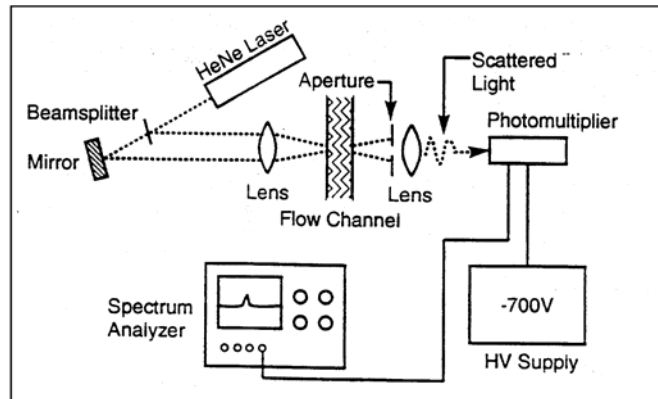 HeNe Laser
Beamsplitter
Mirror
Lens
Flow Channel
Aperture
Lens
Scattered
Light
Photomultiplier
Spectrum
Analyzer
-700V
HV Supply